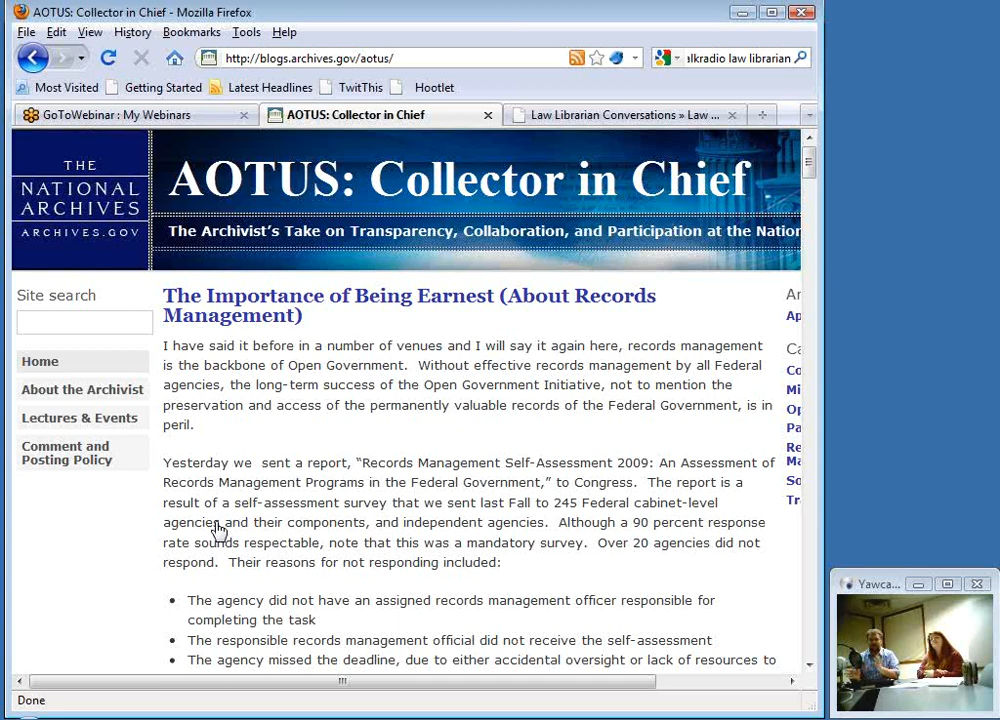 AOTUS: Collector in Chief - Mozilla Firefox
File Edit View History Bookmarks Tools Help
http://blogs.archives.gov/aotus/
alkradio law librarian
Most Visited Getting Started Latest Headlines TwitThis Hootlet
GoToWebinar : My Webinars
AOTUS: Collector in Chief
Law Librarian Conversations » Law ...
THE
NATIONAL
ARCHIVES
ARCHIVES.GOV
AOTUS: Collector in Chief
The Archivist's Take on Transparency, Collaboration, and Participation at the Nation
Site search
Home
About the Archivist
Lectures & Events
Comment and
Posting Policy
The Importance of Being Earnest (About Records
Management)
I have said it before in a number of venues and I will say it again here, records management
is the backbone of Open Government. Without effective records management by all Federal
agencies, the long-term success of the Open Government Initiative, not to mention the
preservation and access of the permanently valuable records of the Federal Government, is in
peril.
Yesterday we sent a report, “Records Management Self-Assessment 2009: An Assessment of
Records Management Programs in the Federal Government,” to Congress. The report is a
result of a self-assessment survey that we sent last Fall to 245 Federal cabinet-level
agencies and their components, and independent agencies. Although a 90 percent response
rate sounds respectable, note that this was a mandatory survey. Over 20 agencies did not
respond. Their reasons for not responding included:
• The agency did not have an assigned records management officer responsible for
completing the task
• The responsible records management official did not receive the self-assessment
• The agency missed the deadline, due to either accidental oversight or lack of resources to
Ar
Ap
Ca
Co
Mi
Op
Pa
Re
Ma
So
Tr
Done
Yawca...